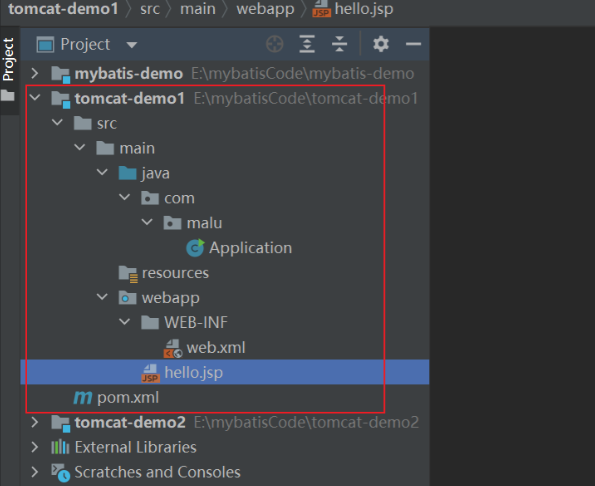 tomcat-demo1 〉 src 〉 main 〉 webapp 〉 hello.jsp
Project
Project
mybatis-demo E:\mybatisCode\mybatis-demo
tomcat-demo1 E:\mybatisCode\tomcat-demo1
src
main
java
com
malu
C Application
resources
webapp
WEB-INF
web.xml
JSP hello.jsp
m pom.xml
tomcat-demo2 E:\mybatisCode\tomcat-demo2
External Libraries
Scratches and Consoles